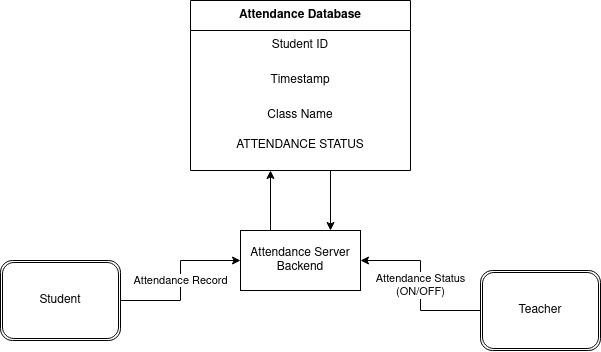 Attendance Database
Student ID
Timestamp
Class Name
ATTENDANCE STATUS
Attendance Server
Backend
Student
Attendance Record
Attendance Status
(ON/OFF)
Teacher